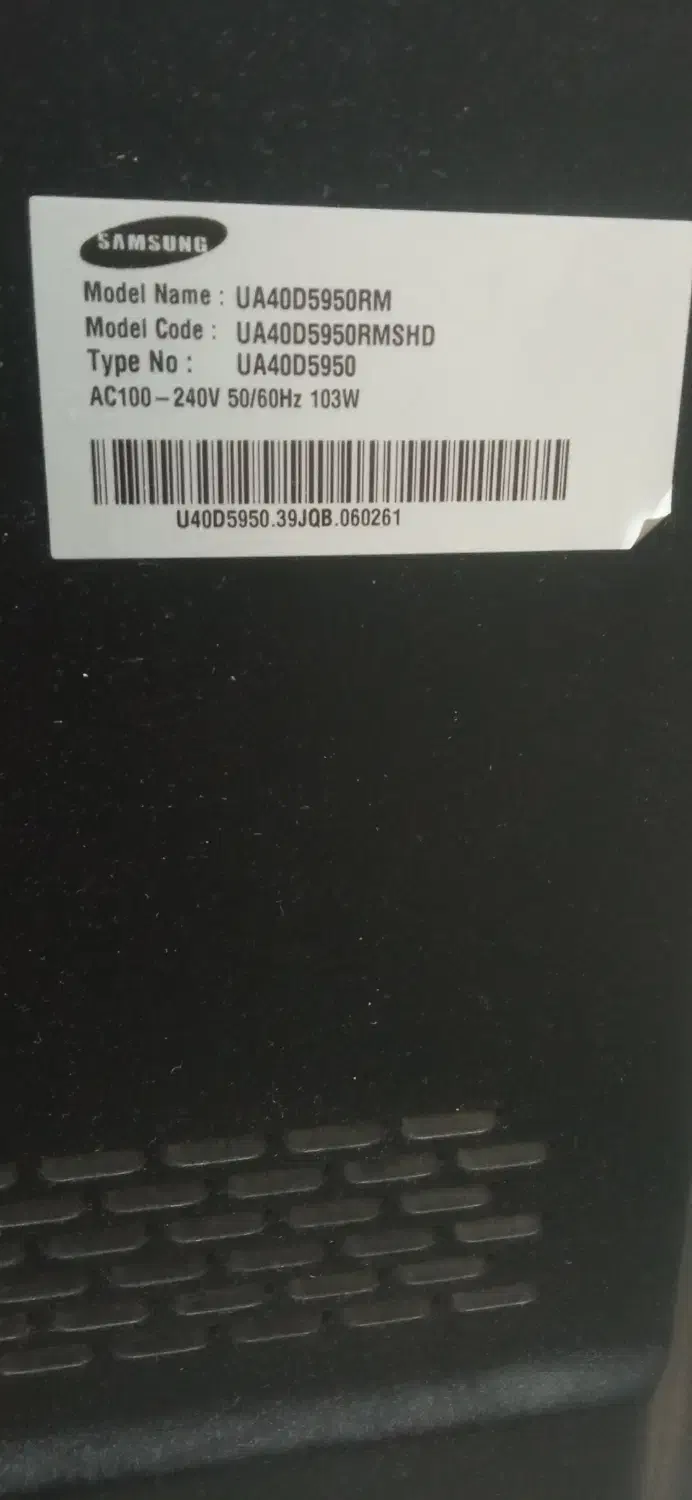 SAMSUNG
Model Name : UA40D5950RM
Model Code : UA40D5950RMSHD
Type No : UA40D5950
AC100-240V 50/60Hz 103W
U40D5950.39JQB.060261